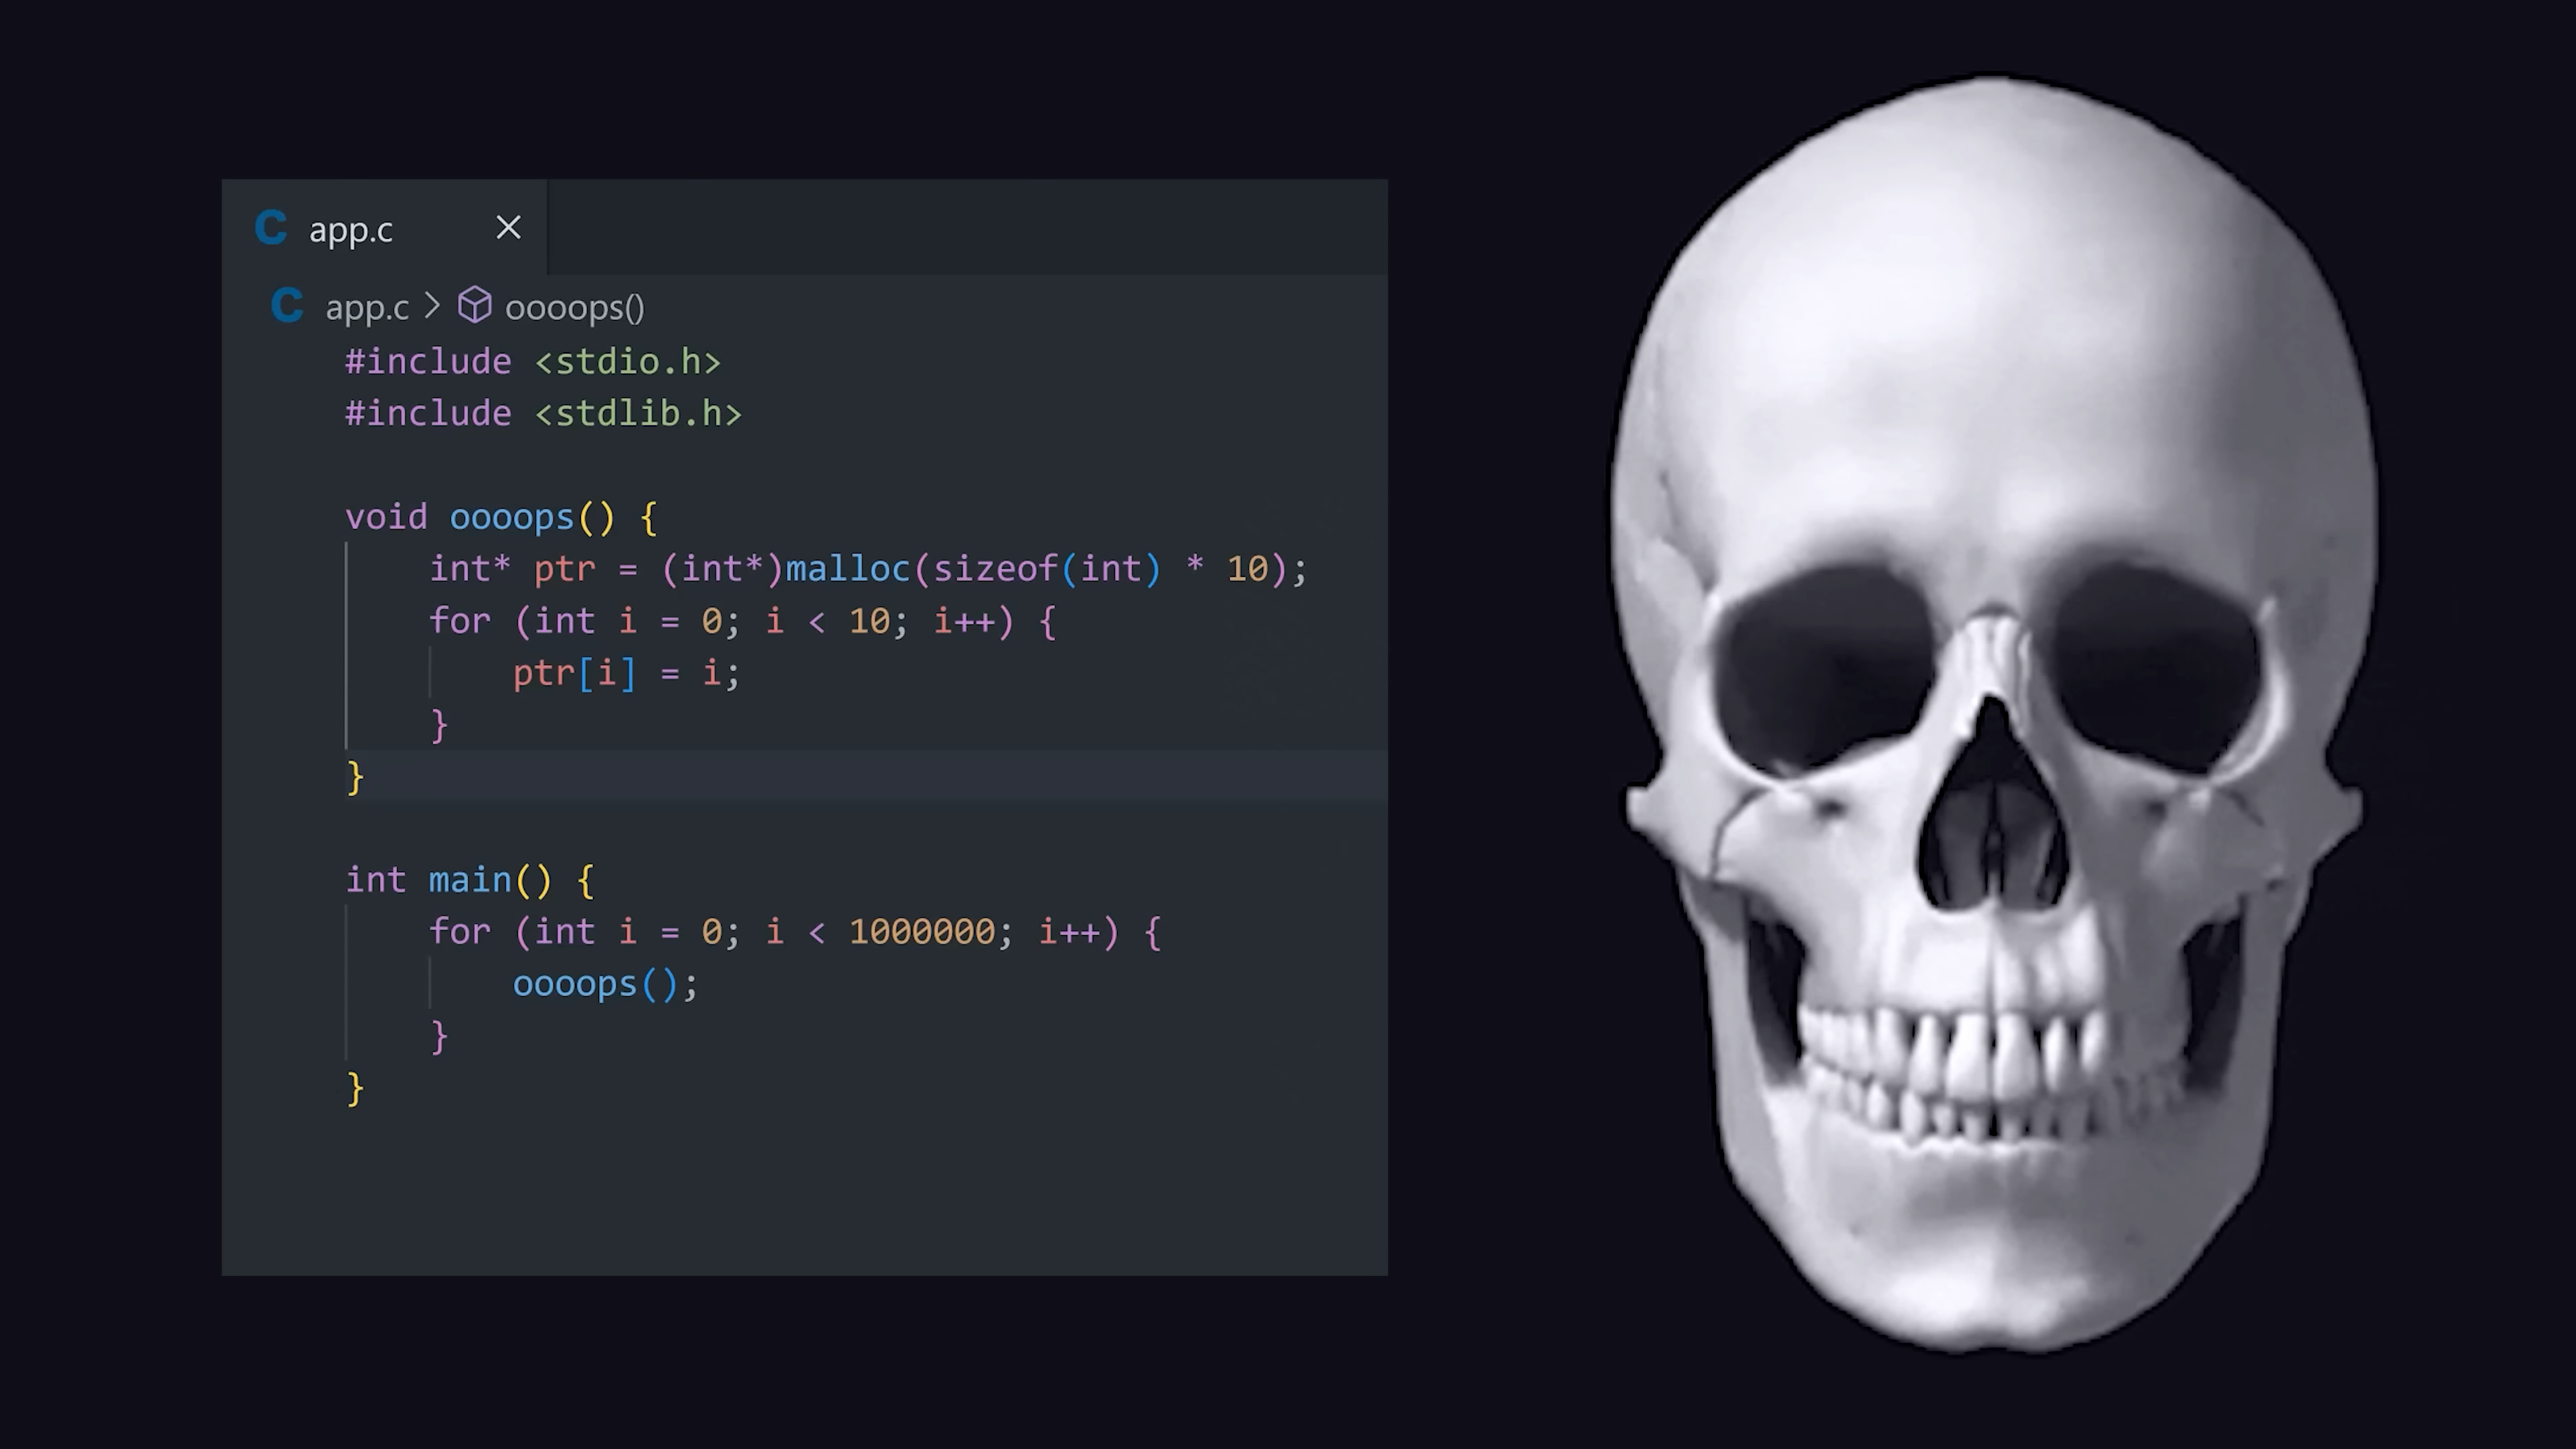 C app.c
C app.c > oooops()
#include <stdio.h>
#include <stdlib.h>
void oooops() {
int* ptr = (int*)malloc(sizeof(int) * 10);
for (int i = 0; i < 10; i++) {
ptr[i] = i;
}
}
int main() {
for (int i = 0; i < 1000000; i++) {
oooops();
}
}